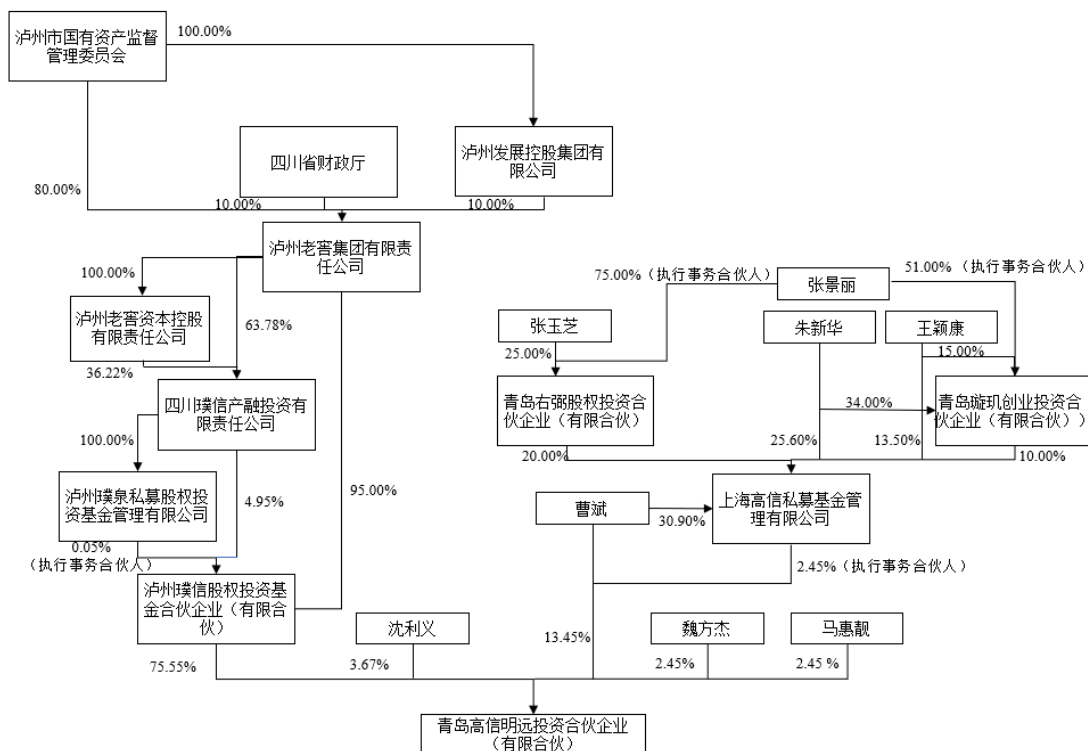 泸州市国有资产监督
管理委员会
100.00%
四川省财政厅
泸州发展控股集团有
限公司
80.00%
10.00%
10.00%
泸州老窖集团有限责
任公司
100.00%
75.00%（执行事务合伙人）
51.00%（执行事务合伙人）
张景丽
泸州老窖资本控股
有限责任公司
63.78%
张玉芝
朱新华
王颖康
25.00%
15.00%
36.22%
四川璞信产融投资有
限责任公司
青岛右弼股权投资合
伙企业（有限合伙）
34.00%
青岛璇玑创业投资合
伙企业（有限合伙））
100.00%
20.00%
25.60%
13.50%
10.00%
泸州璞泉私募股权投
资基金管理有限公司
4.95%
95.00%
曹斌
30.90%
上海高信私募基金管
理有限公司
0.05%
（执行事务合伙人）
2.45%（执行事务合伙人）
泸州璞信股权投资基
金合伙企业（有限合
伙）
沈利义
13.45%
魏方杰
马惠靓
75.55%
3.67%
2.45%
2.45 %
青岛高信明远投资合伙企业
（有限合伙）